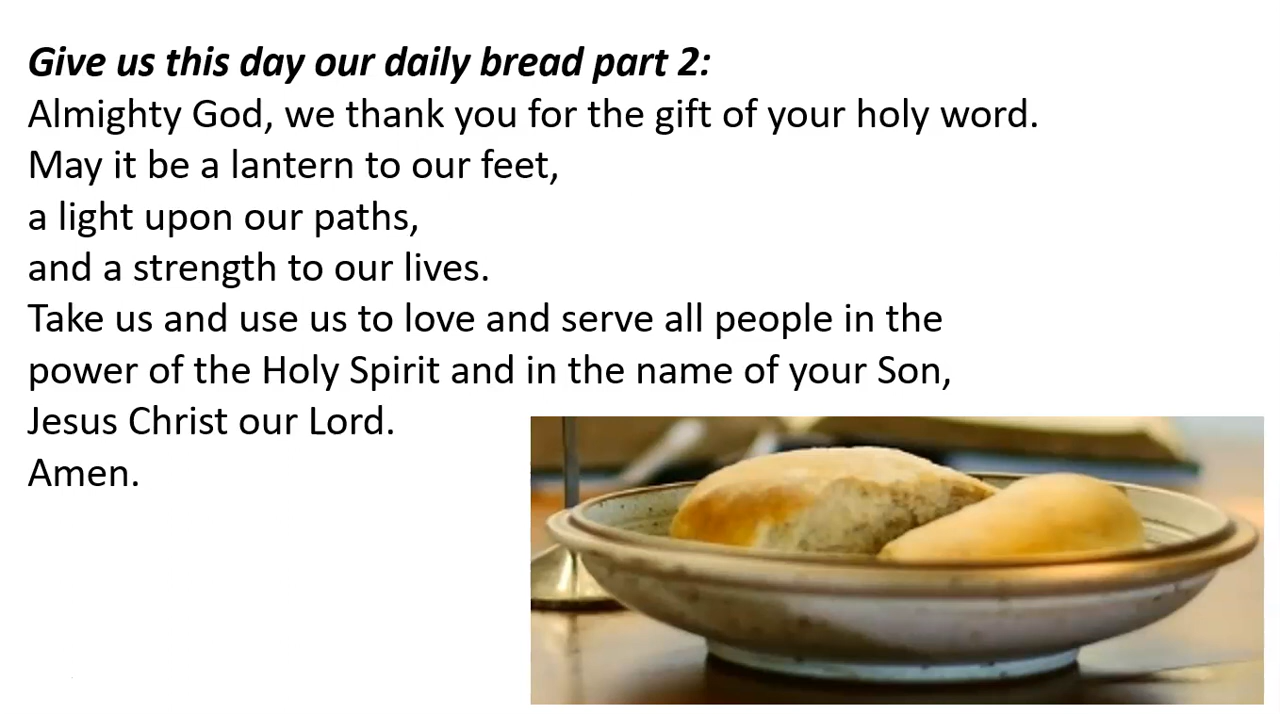 Give us this day our daily bread part 2:
Almighty God, we thank you for the gift of your holy word.
May it be a lantern to our feet,
a light upon our paths,
and a strength to our lives.
Take us and use us to love and serve all people in the
power of the Holy Spirit and in the name of your Son,
Jesus Christ our Lord.
Amen.